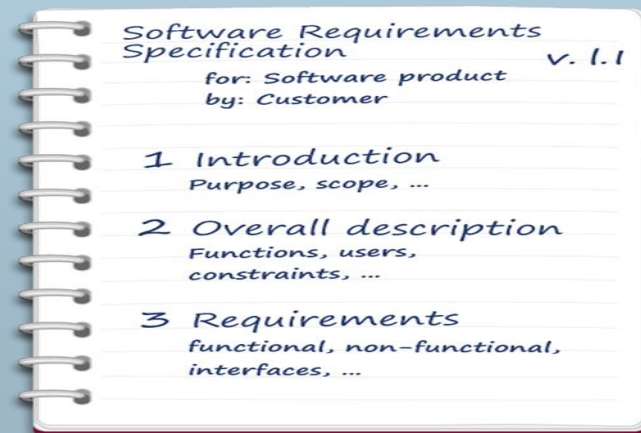 Software Requirements
Specification
v. 1.1
for: Software product
by: Customer
1 Introduction
Purpose, scope, ...
2 Overall description
Functions, users,
constraints, ...
3 Requirements
functional, non-functional,
interfaces, ...